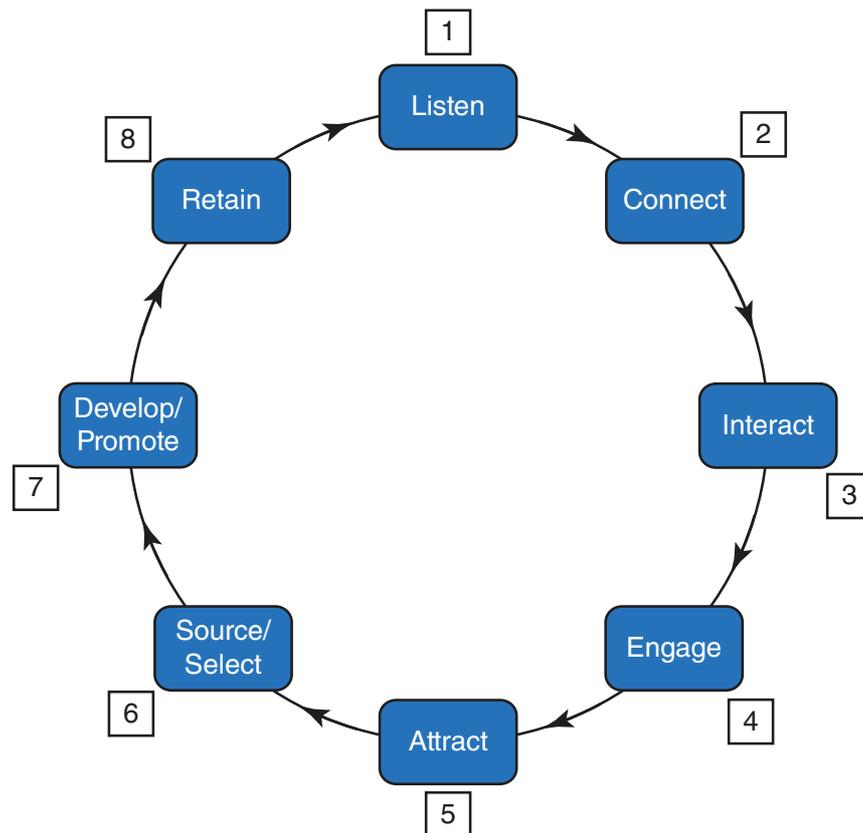 1
Listen
2
Connect
3
Interact
4
Engage
5
Attract
6
Source/
Select
7
Develop/
Promote
8
Retain